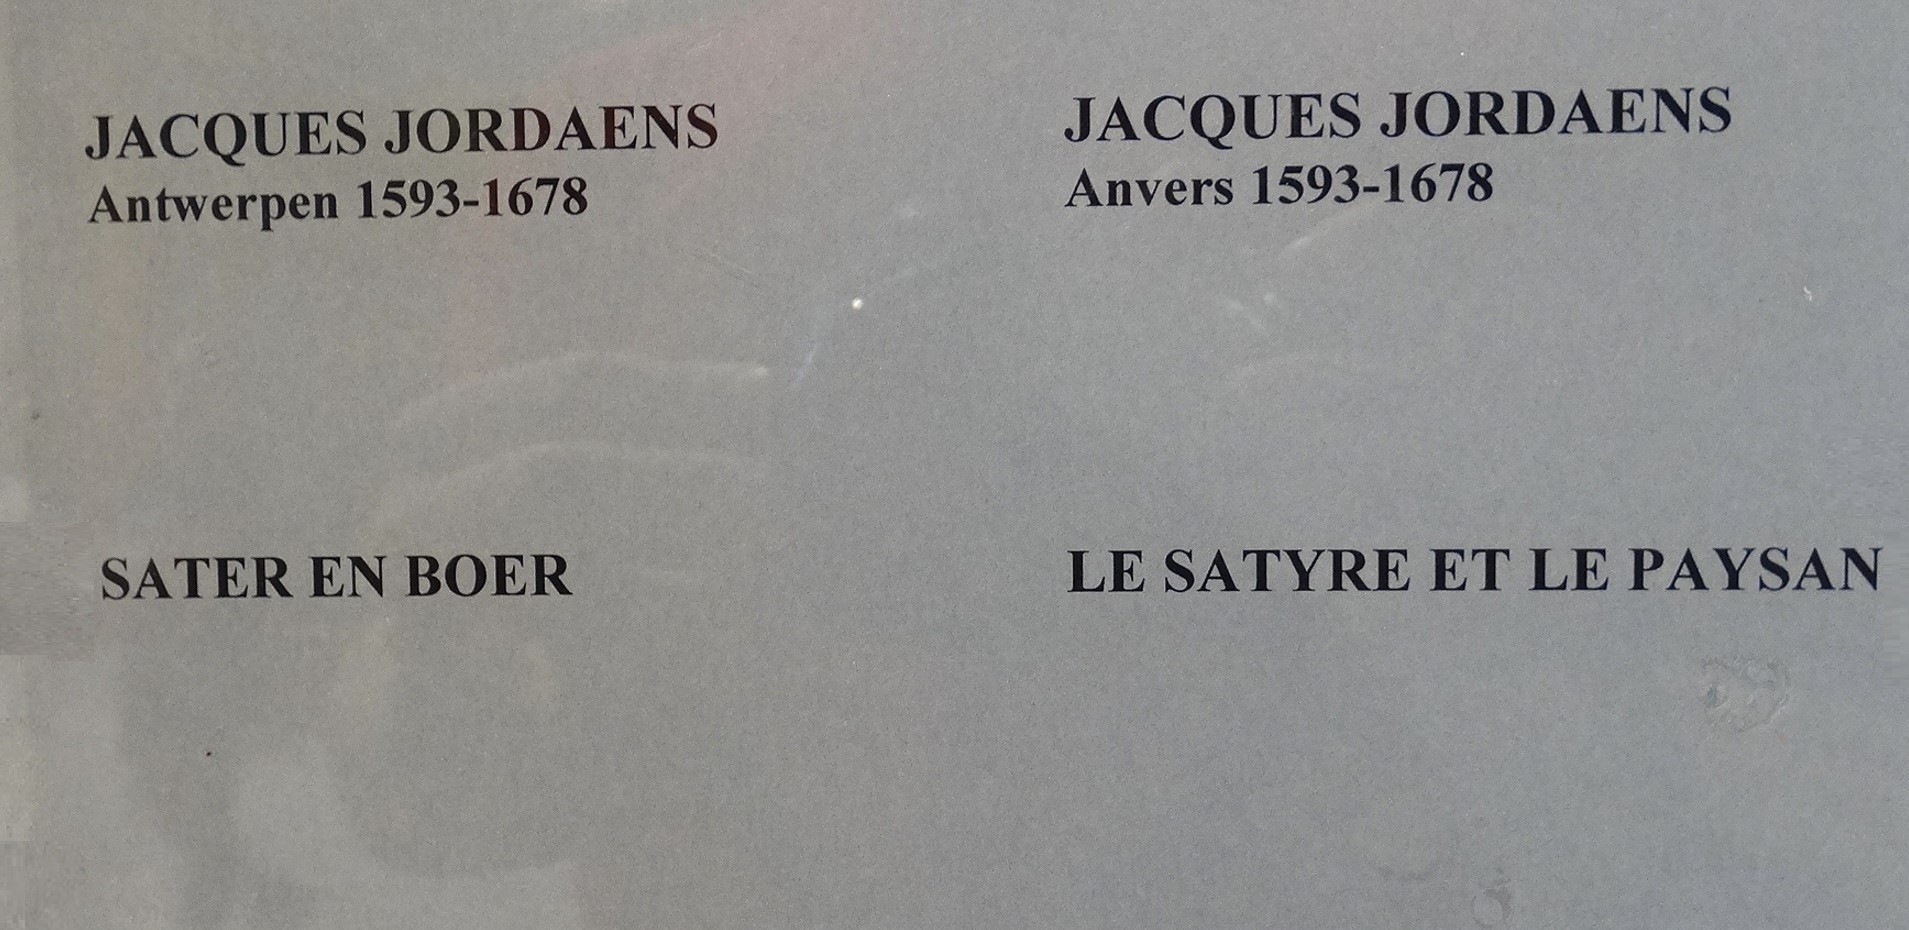 JACQUES JORDAENS
Antwerpen 1593-1678
SATER EN BOER
JACQUES JORDAENS
Anvers 1593-1678
LE SATYRE ET LE PAYSAN